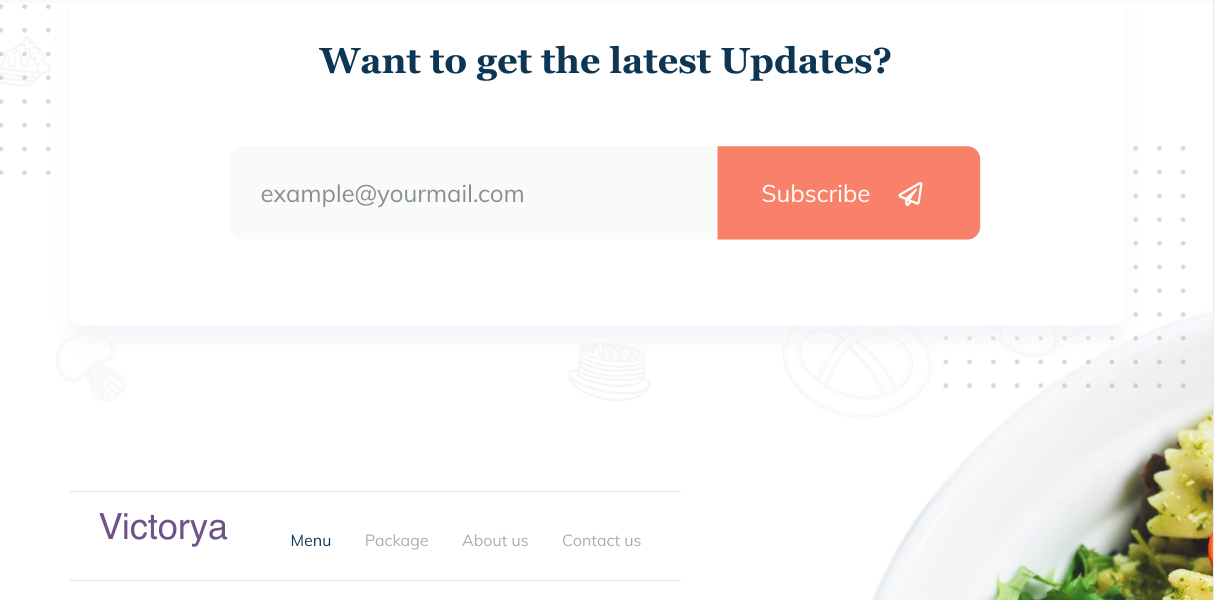 Want to get the latest Updates?
example@yourmail.com
Subscribe
Victorya
Menu Package About us Contact us